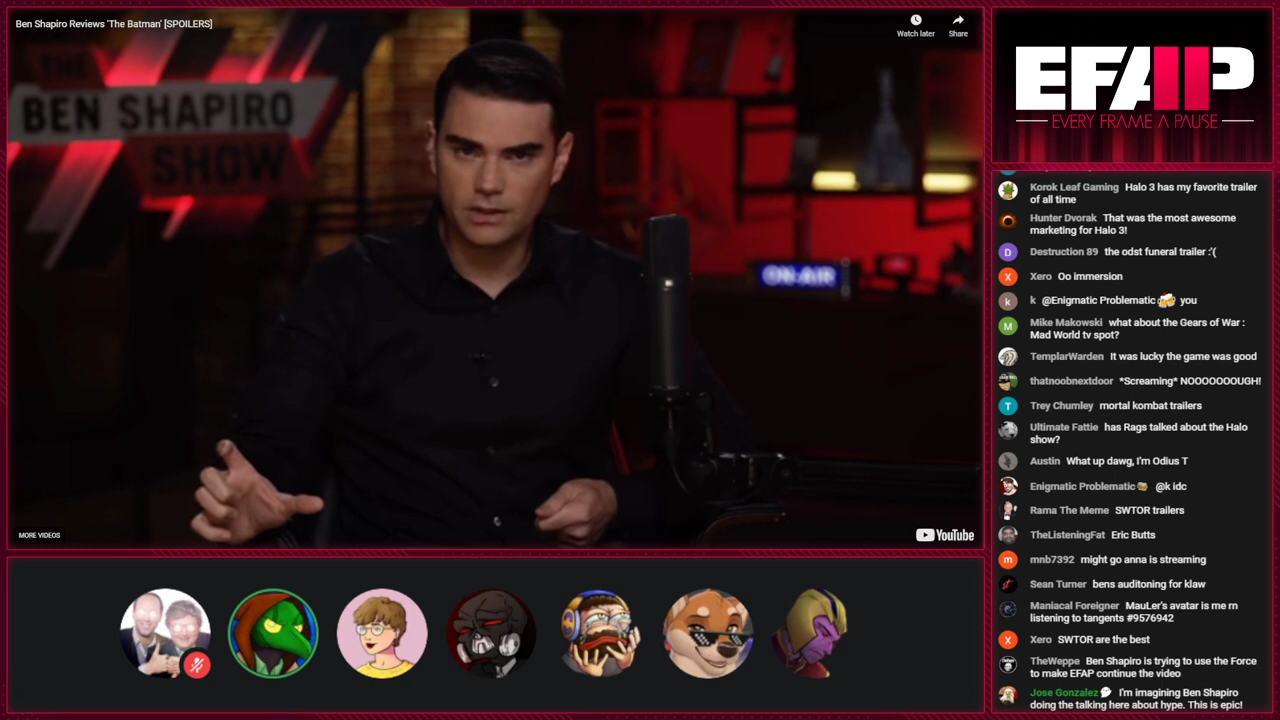 Ben Shapiro Reviews 'The Batman' [SPOILERS]
Watch later
Share
THE
BEN SHAPIRO
SHOW
ON-AIR
MORE VIDEOS
YouTube
EFAP
EVERY FRAME A PAUSE
Korok Leaf Gaming Halo 3 has my favorite trailer
of all time
Hunter Dvorak That was the most awesome
marketing for Halo 3!
D
Destruction 89 the odst funeral trailer :'(
X
Xero Oo immersion
k
k @Enigmatic Problematic you
M
Mike Makowski what about the Gears of War :
Mad World tv spot?
TemplarWarden It was lucky the game was good
thatnoobnextdoor *Screaming* NOOOOOOOUGH!
T
Trey Chumley mortal kombat trailers
Ultimate Fattie has Rags talked about the Halo
show?
Austin What up dawg, I'm Odius T
Enigmatic Problematic @k idc
Rama The Meme SWTOR trailers
TheListeningFat Eric Butts
m
mnb7392 might go anna is streaming
Sean Turner bens auditoning for klaw
Maniacal Foreigner MauLer's avatar is me rn
listening to tangents #9576942
X
Xero SWTOR are the best
TheWeppe Ben Shapiro is trying to use the Force
to make EFAP continue the video
Jose Gonzalez I'm imagining Ben Shapiro
doing the talking here about hype. This is epic!